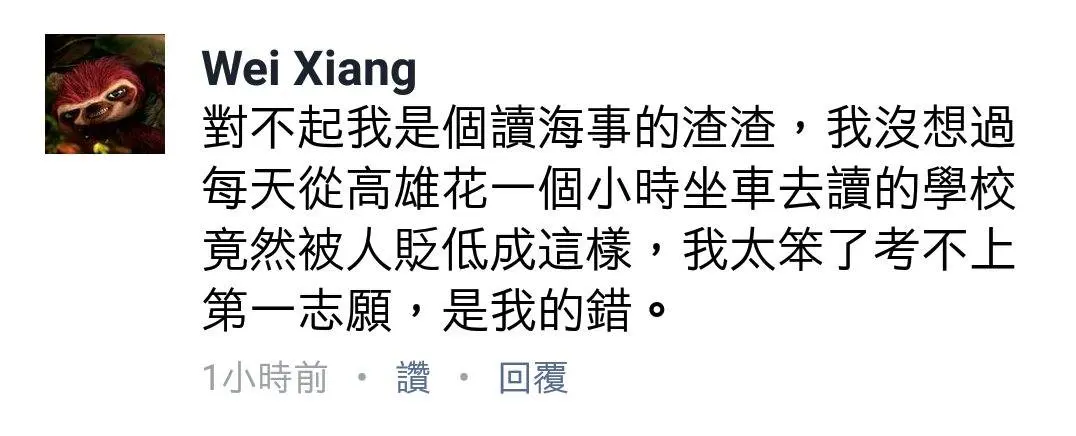 Wei Xiang
對不起我是個讀海事的渣渣，我沒想過
每天從高雄花一個小時坐車去讀的學校
竟然被人貶低成這樣，我太笨了考不上
第一志願，是我的錯。
1小時前 • 讚 • 回覆